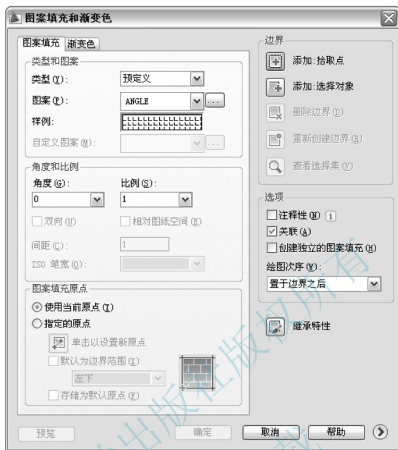 图案填充和渐变色
图案填充 渐变色
类型和图案
类型(Y): 预定义
图案(P): ANGLE
样例:
自定义图案(M):
角度和比例
角度(G): 比例(S):
0 1
双向(U) 相对图纸空间(E)
间距(C): 1
ISO 笔宽(O):
图案填充原点
使用当前原点(T)
指定的原点
单击以设置新原点
默认为边界范围(X)
左下
存储为默认原点(F)
预览
边界
添加:拾取点
添加:选择对象
删除边界(D)
重新创建边界(R)
查看选择集(V)
选项
注释性(N)
关联(A)
创建独立的图案填充(H)
绘图次序(W):
置于边界之后
继承特性
确定 取消 帮助